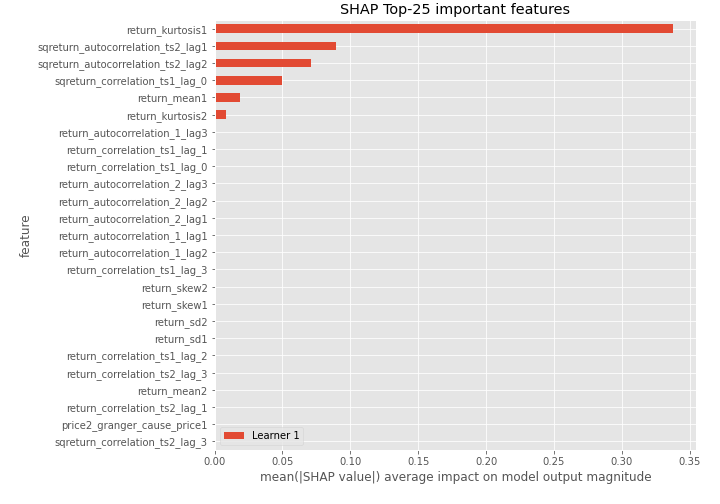 SHAP Top-25 important features
return_kurtosis1
sqreturn_autocorrelation_ts2_lag1
sqreturn_autocorrelation_ts2_lag2
sqreturn_correlation_ts1_lag_0
return_mean1
return_kurtosis2
return_autocorrelation_1_lag3
return_correlation_ts1_lag_1
return_correlation_ts1_lag_0
return_autocorrelation_2_lag3
return_autocorrelation_2_lag2
return_autocorrelation_2_lag1
return_autocorrelation_1_lag1
return_autocorrelation_1_lag2
return_correlation_ts1_lag_3
return_skew2
return_skew1
return_sd2
return_sd1
return_correlation_ts1_lag_2
return_correlation_ts2_lag_3
return_mean2
return_correlation_ts2_lag_1
price2_granger_cause_price1
sqreturn_correlation_ts2_lag_3
feature
Learner 1
0.00 0.05 0.10 0.15 0.20 0.25 0.30 0.35
mean(|SHAP value|) average impact on model output magnitude